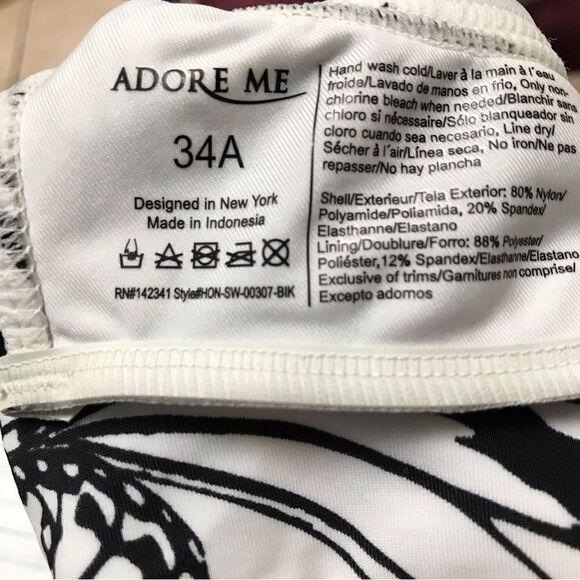 ADORE ME
34A
Designed in New York
Made in Indonesia
RN#142341 Style#HON-SW-00307-BIK
Hand wash cold/Laver à la main à l'eau
froide/Lavado de manos en frio, Only non-
chlorine bleach when needed/Blanchir sans
chloro si nécessaire/Sólo blanqueador sin
cloro cuando sea necesario, Line dry/
Sécher à l'air/Línea seca, No iron/Ne pas
repasser/No hay plancha
Shell/Exterieur/Tela Exterior: 80% Nylon/
Polyamide/Poliamida, 20% Spandex/
Elasthanne/Elastano
Lining/Doublure/Forro: 88% Polyester/
Poliéster,12% Spandex/Elasthanne/Elastano
Exclusive of trims/Garnitures non comprise/
Excepto adornos